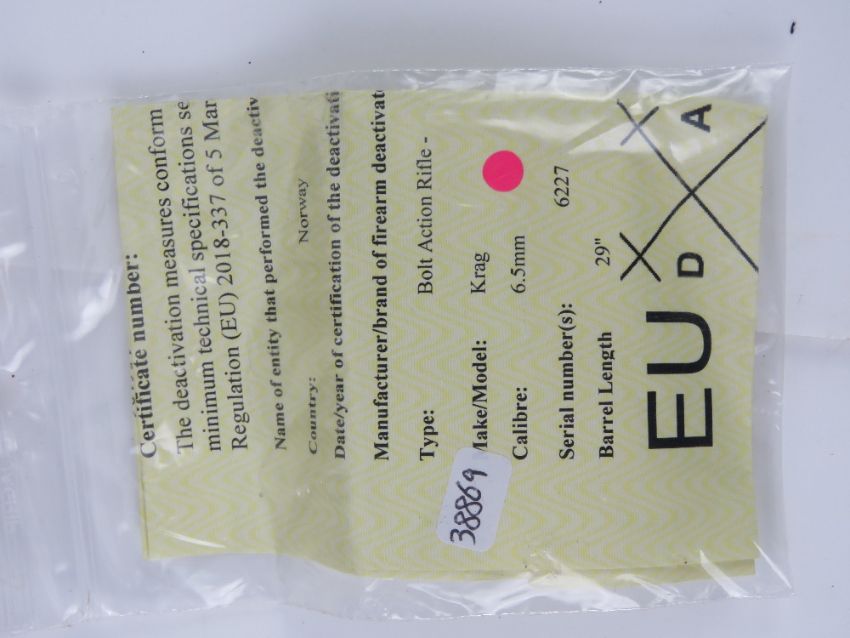 Certificate number:
The deactivation measures conform
minimum technical specifications se
Regulation (EU) 2018-337 of 5 Mar
Name of entity that performed the deactiv
Country: Norway
Date/year of certification of the deactivati
Manufacturer/brand of firearm deactivat
Type: Bolt Action Rifle -
Make/Model: Krag
Calibre: 6.5mm
Serial number(s): 6227
Barrel Length 29"
EU D A
38869